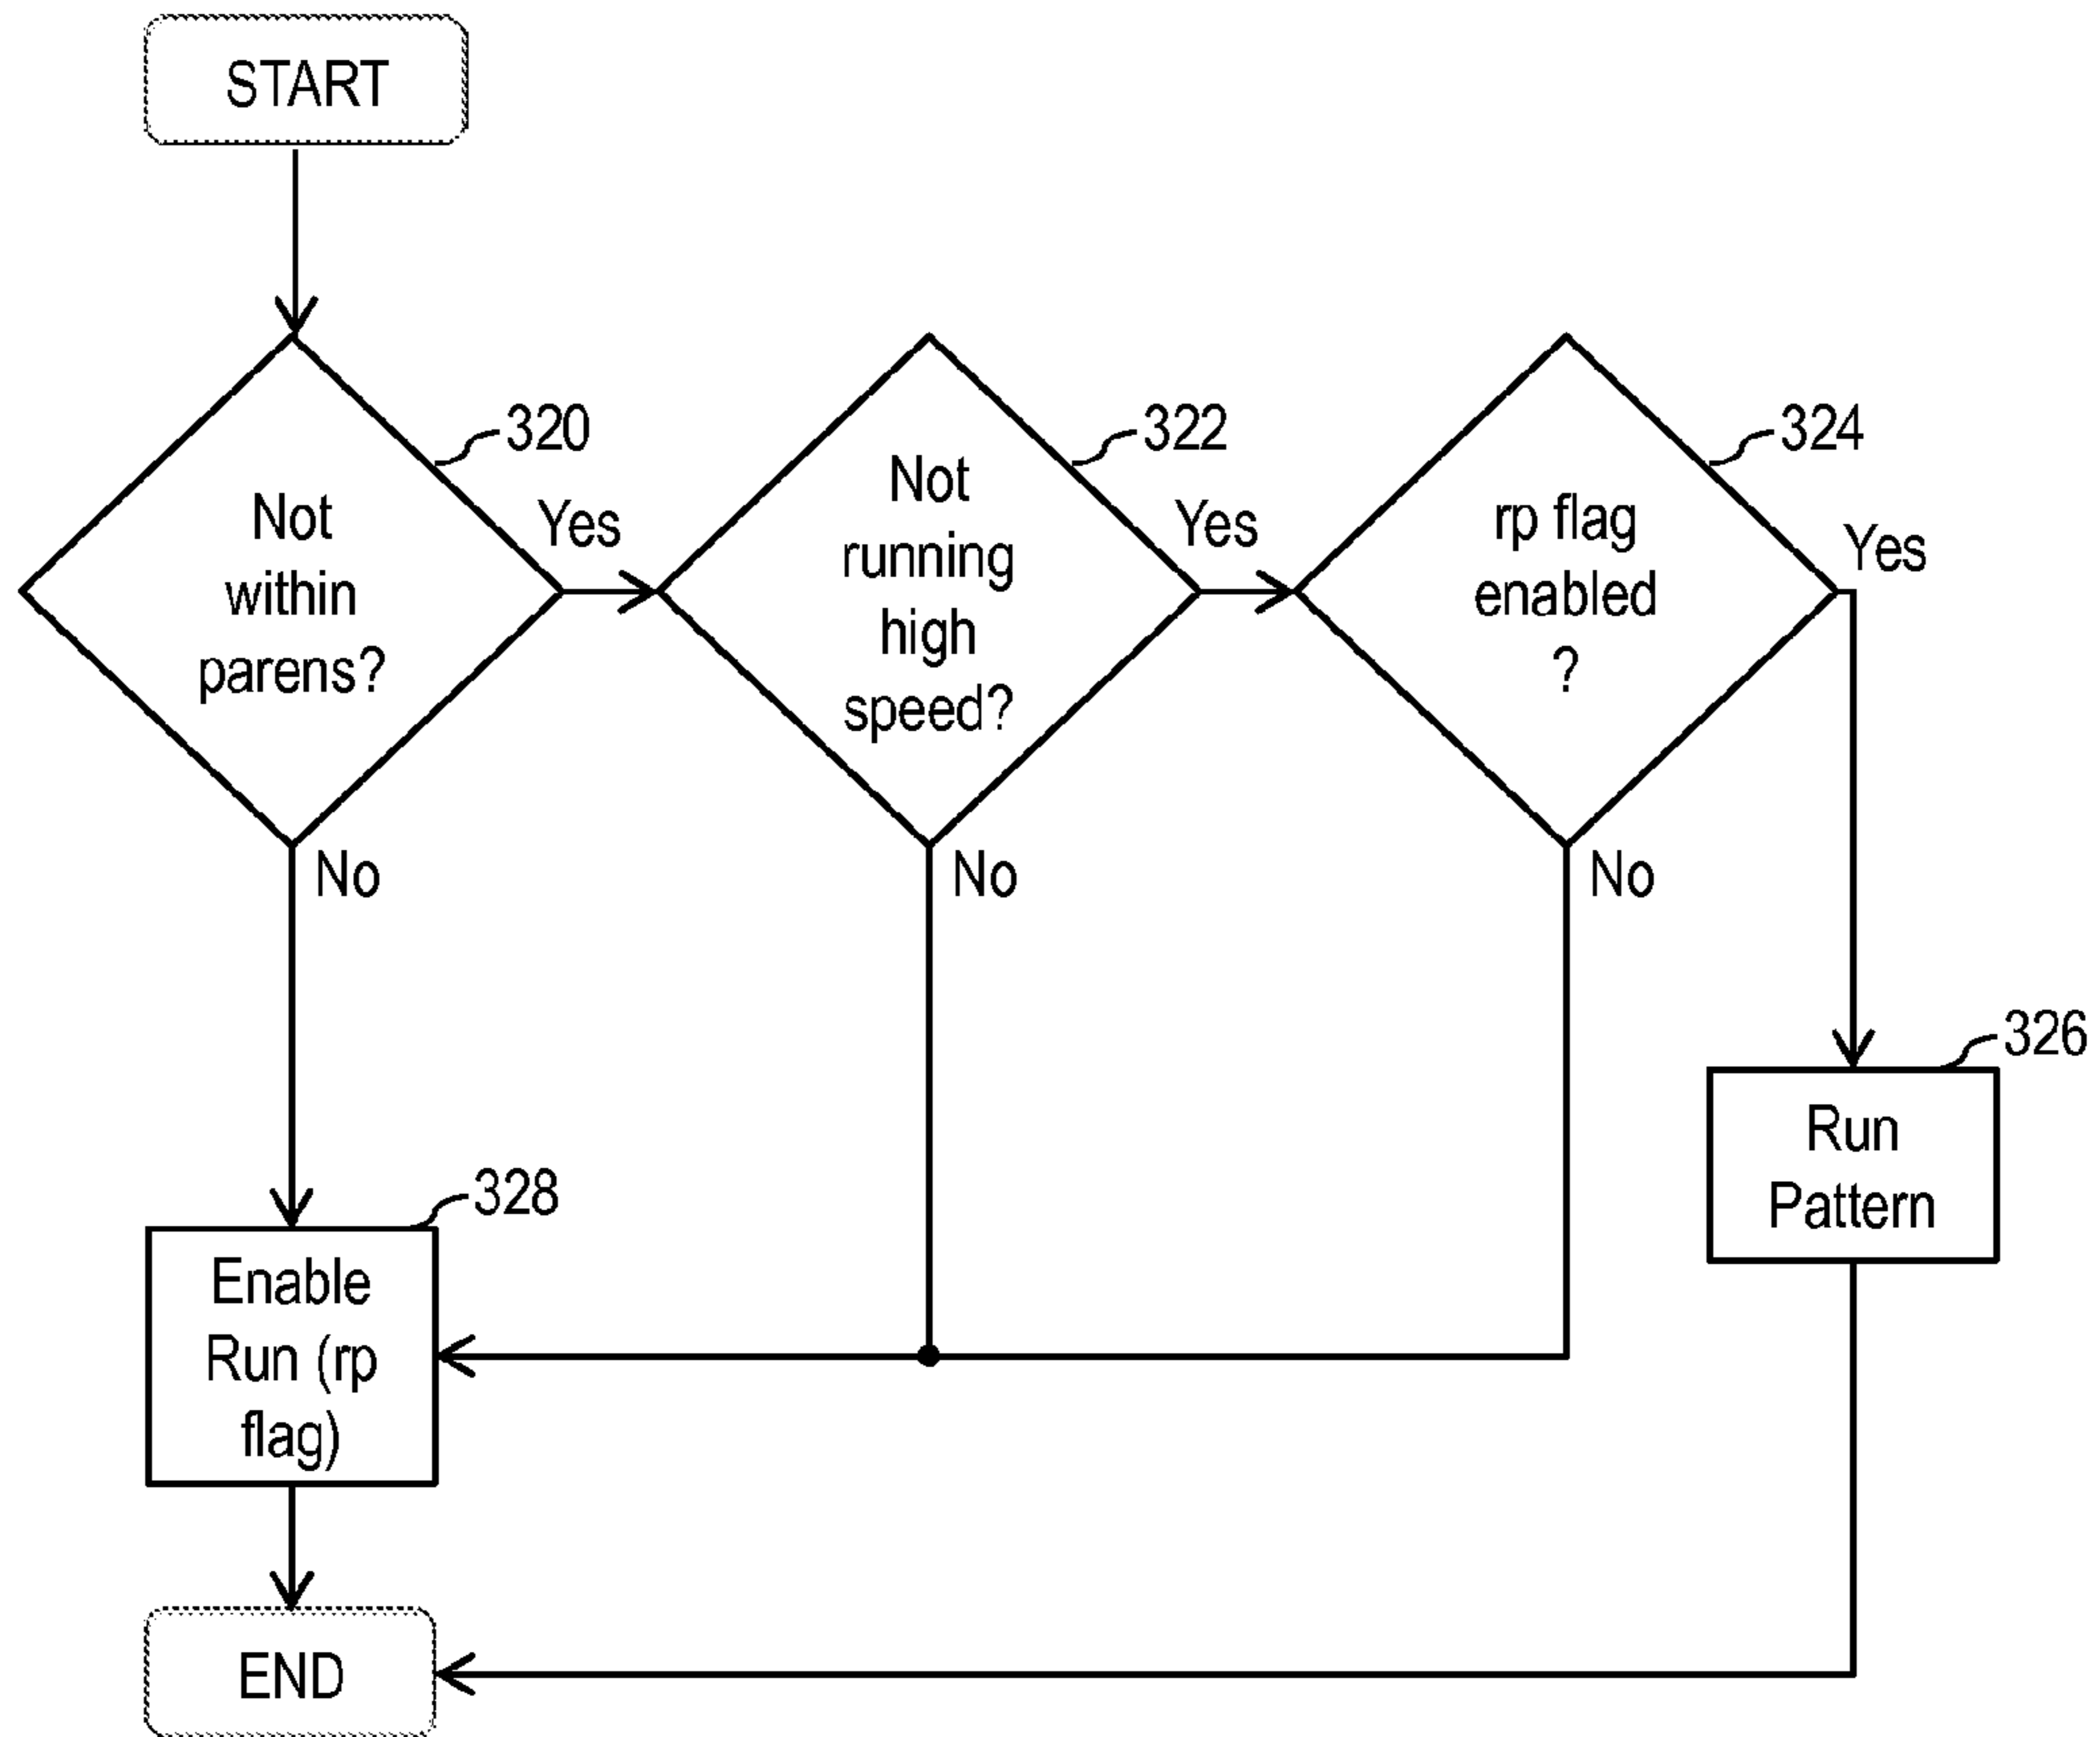 START
320
Not
within
parens?
Yes
No
322
Not
running
high
speed?
Yes
No
324
rp flag
enabled
?
Yes
No
326
Run
Pattern
328
Enable
Run (rp
flag)
END